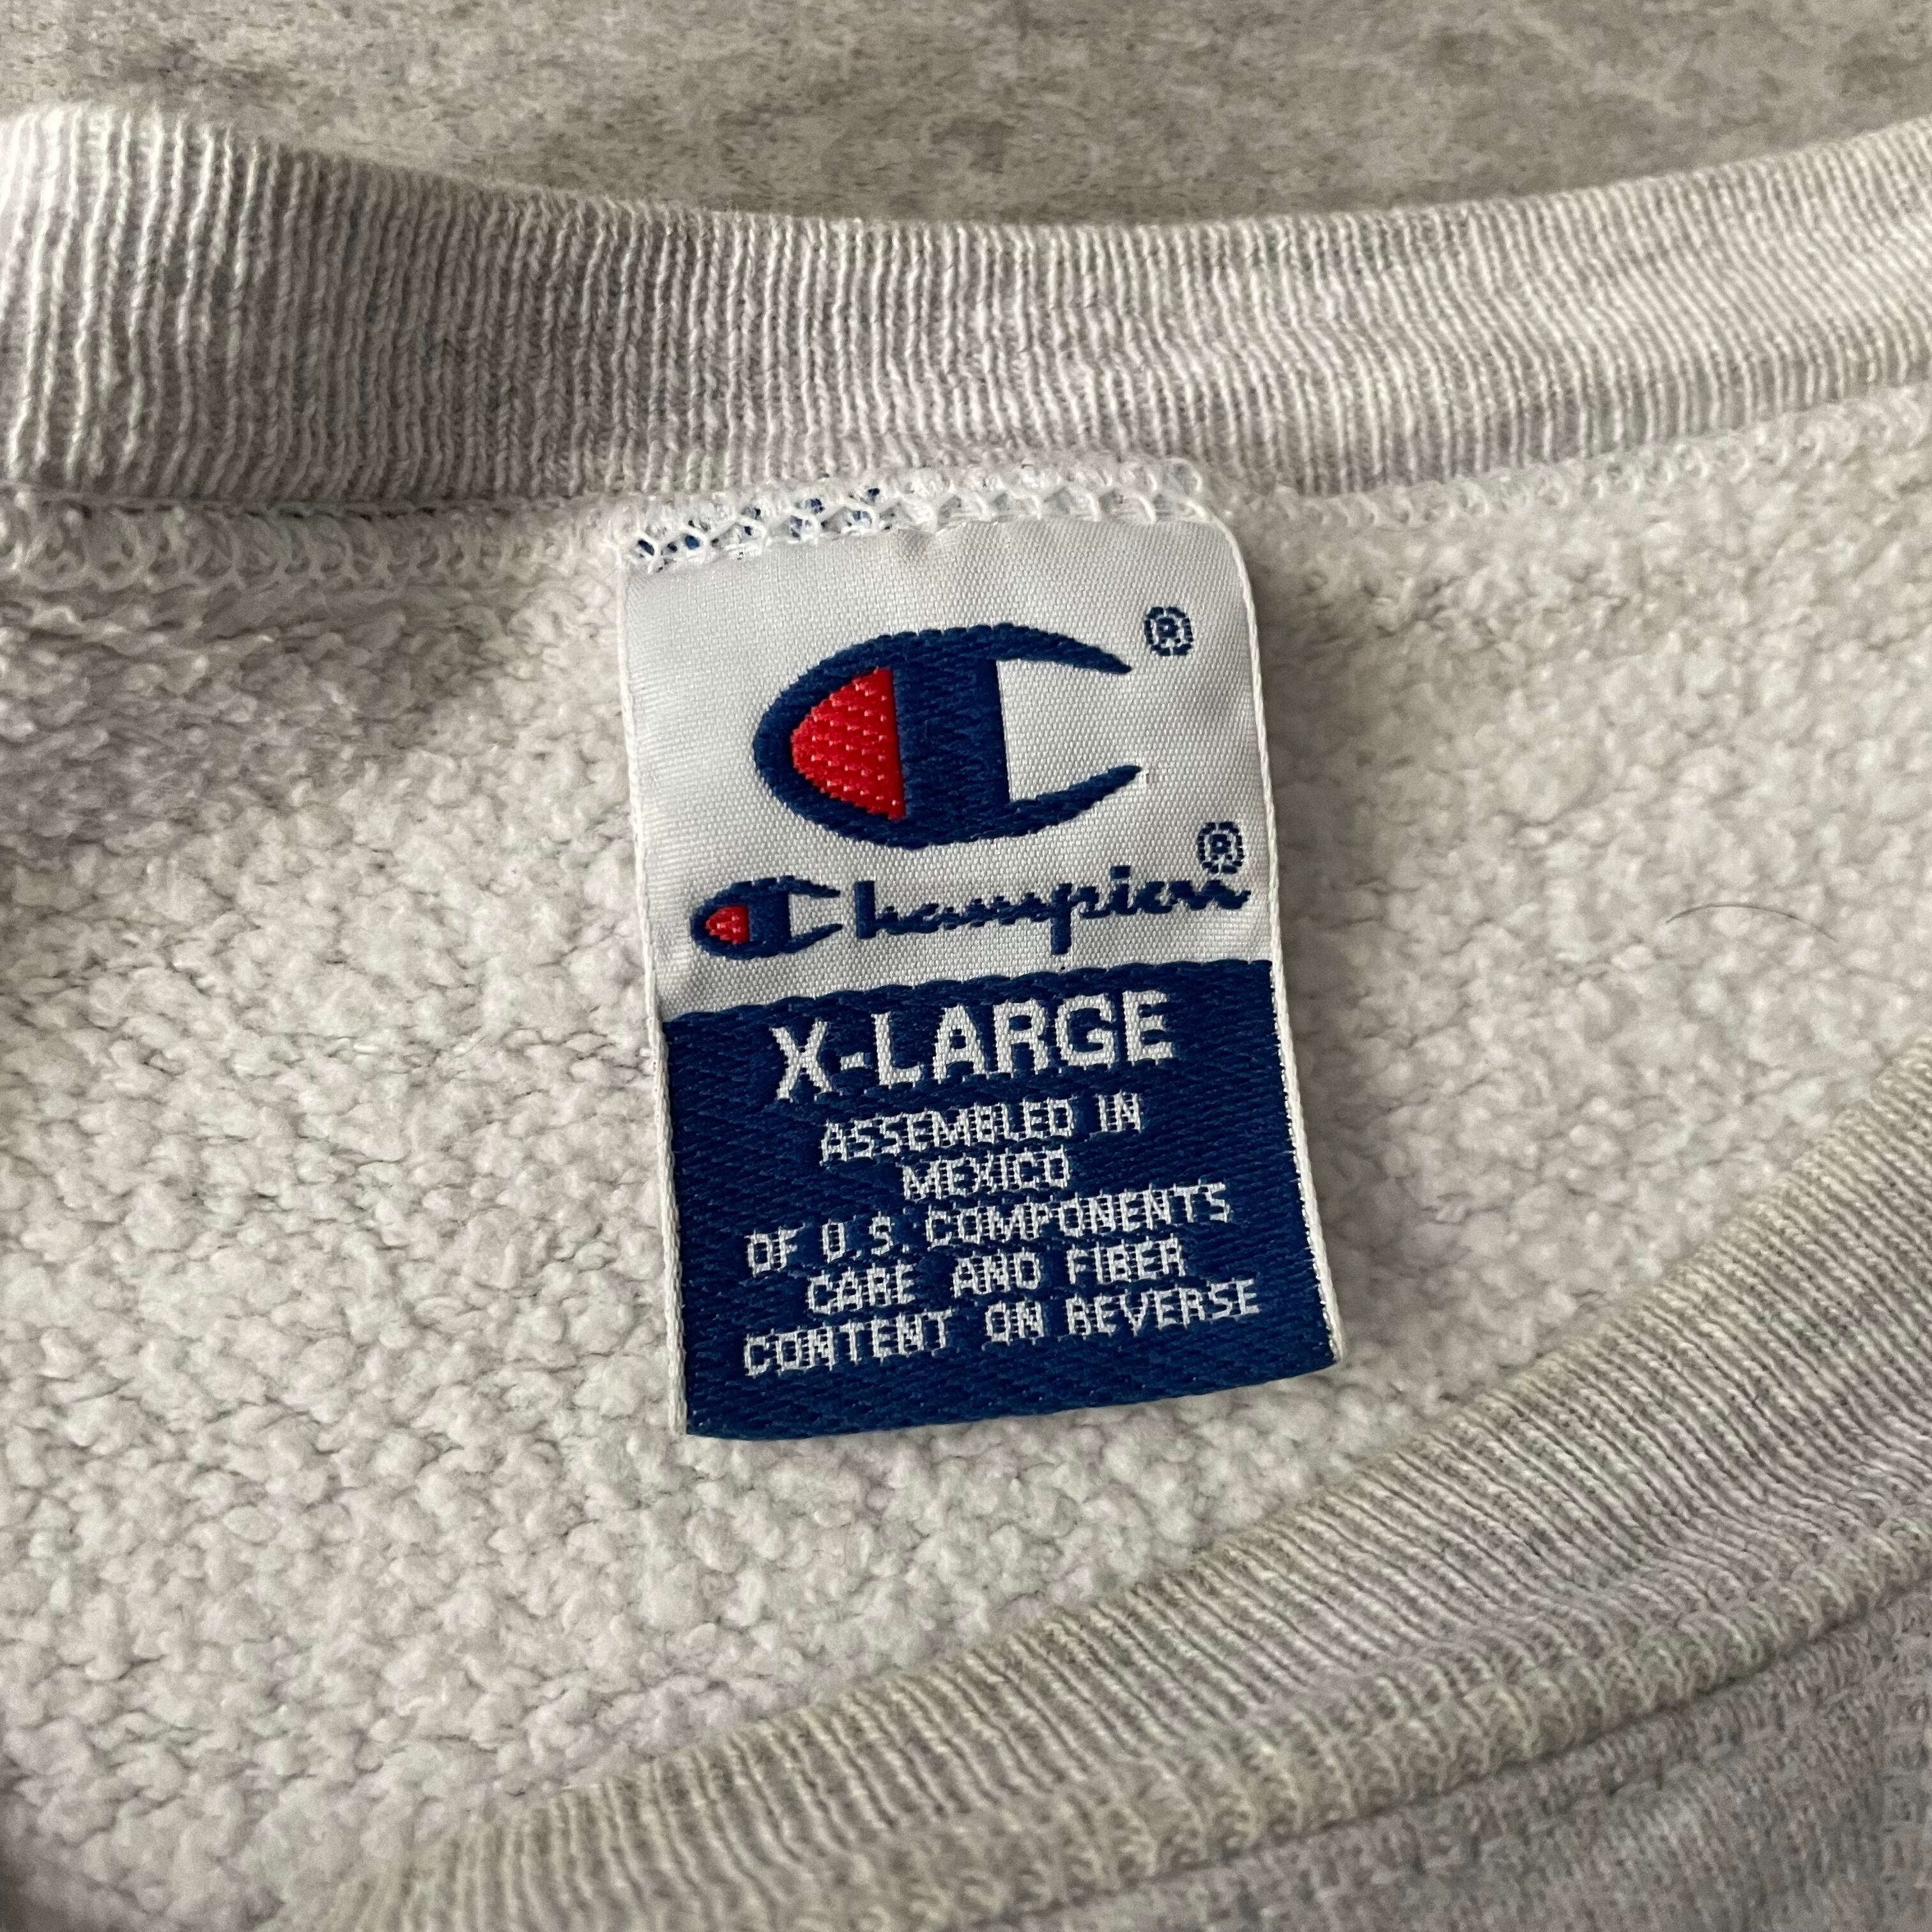 ®
Champion®
X-LARGE
ASSEMBLED IN
MEXICO
OF U.S. COMPONENTS
CARE AND FIBER
CONTENT ON REVERSE